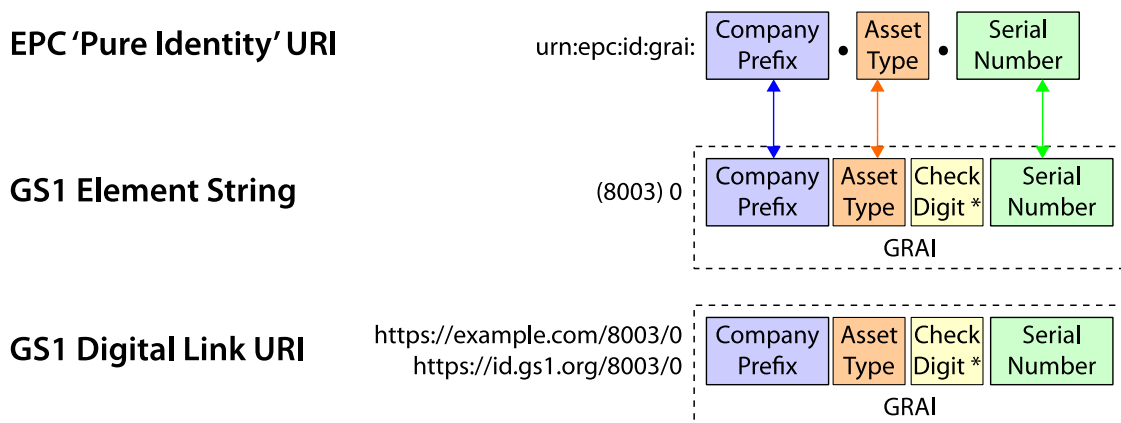 EPC ‘Pure Identity’ URI
urn:epc:id:grai:
Company
Prefix
•
Asset
Type
•
Serial
Number
GS1 Element String
(8003) 0
Company
Prefix
Asset
Type
Check
Digit *
Serial
Number
GRAI
GS1 Digital Link URI
https://example.com/8003/0
https://id.gs1.org/8003/0
Company
Prefix
Asset
Type
Check
Digit *
Serial
Number
GRAI